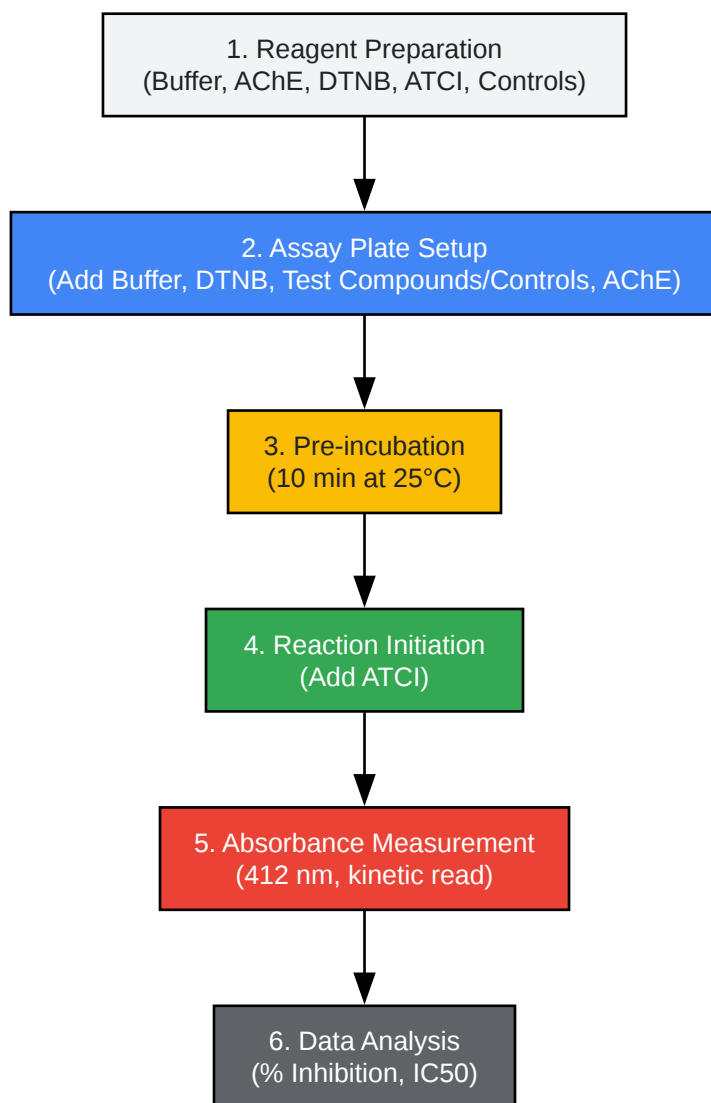 1. Reagent Preparation
(Buffer, AChE, DTNB, ATCI, Controls)
2. Assay Plate Setup
(Add Buffer, DTNB, Test Compounds/Controls, AChE)
3. Pre-incubation
(10 min at 25°C)
4. Reaction Initiation
(Add ATCI)
5. Absorbance Measurement
(412 nm, kinetic read)
6. Data Analysis
(% Inhibition, IC50)